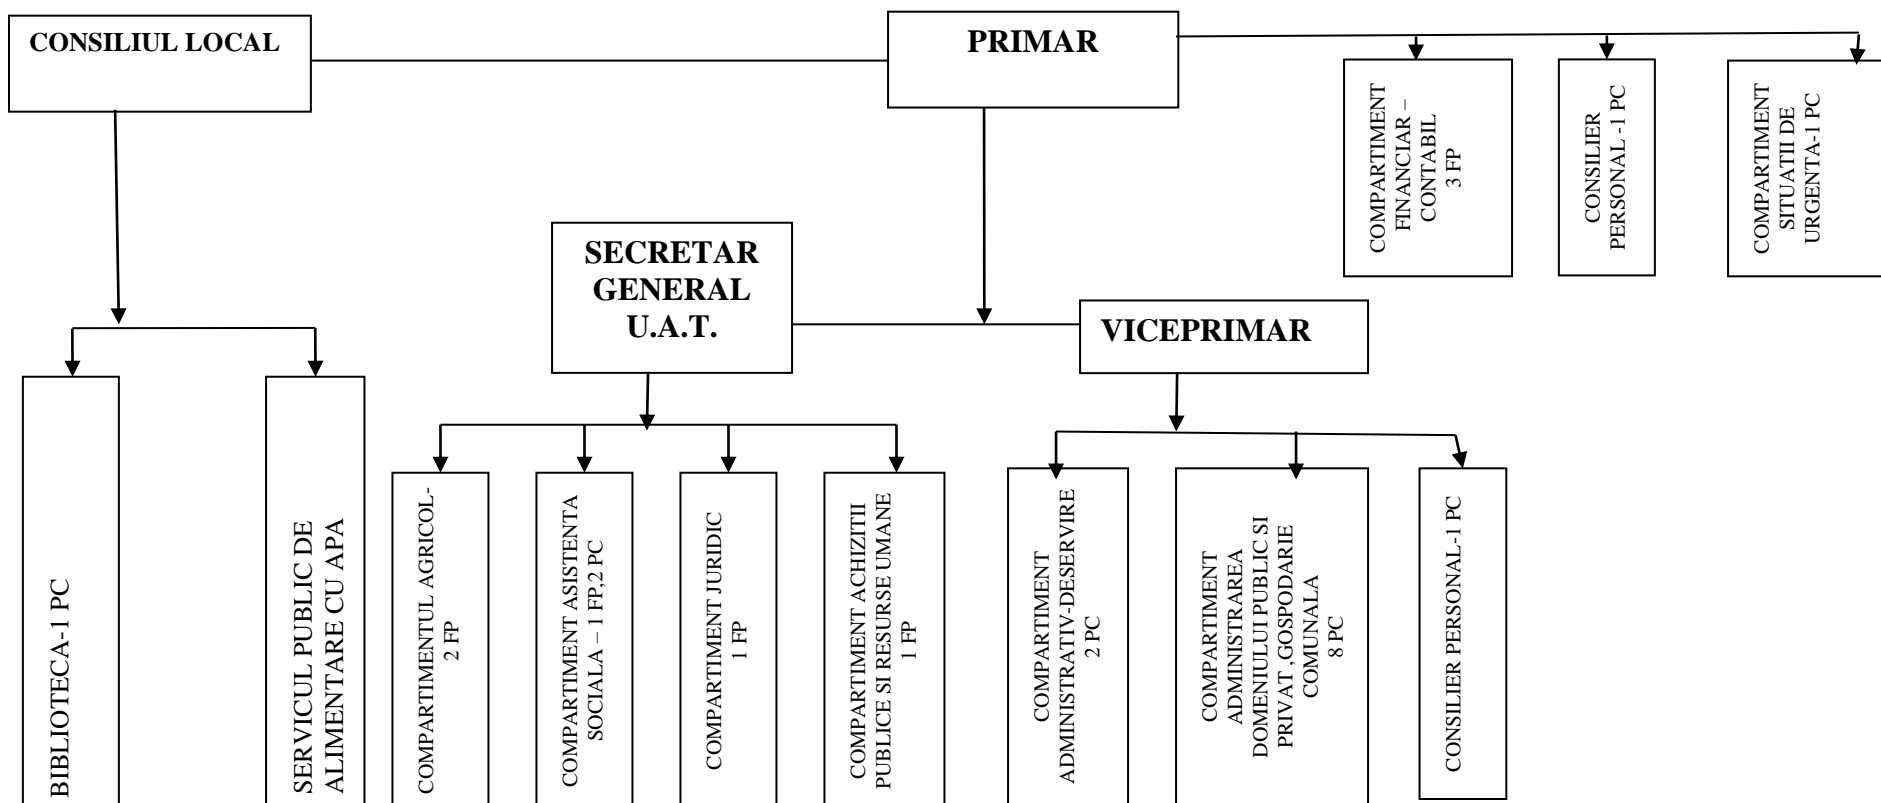 CONSILIUL LOCAL
PRIMAR
COMPARTIMENT
FINANCIAR –
CONTABIL
3 FP
CONSILIER
PERSONAL -1 PC
COMPARTIMENT
SITUATII DE
URGENTA-1 PC
SECRETAR
GENERAL
U.A.T.
VICEPRIMAR
BIBLIOTECA-1 PC
SERVICUL PUBLIC DE
ALIMENTARE CU APA
COMPARTIMENTUL AGRICOL-
2 FP
COMPARTIMENT ASISTENTA
SOCIALA – 1 FP,2 PC
COMPARTIMENT JURIDIC
1 FP
COMPARTIMENT ACHIZITII
PUBLICE SI RESURSE UMANE
1 FP
COMPARTIMENT
ADMINISTRATIV-DESERVIRE
2 PC
COMPARTIMENT
ADMINISTRAREA
DOMENIULUI PUBLIC SI
PRIVAT ,GOSPODARIE
COMUNALA
8 PC
CONSILIER PERSONAL-1 PC